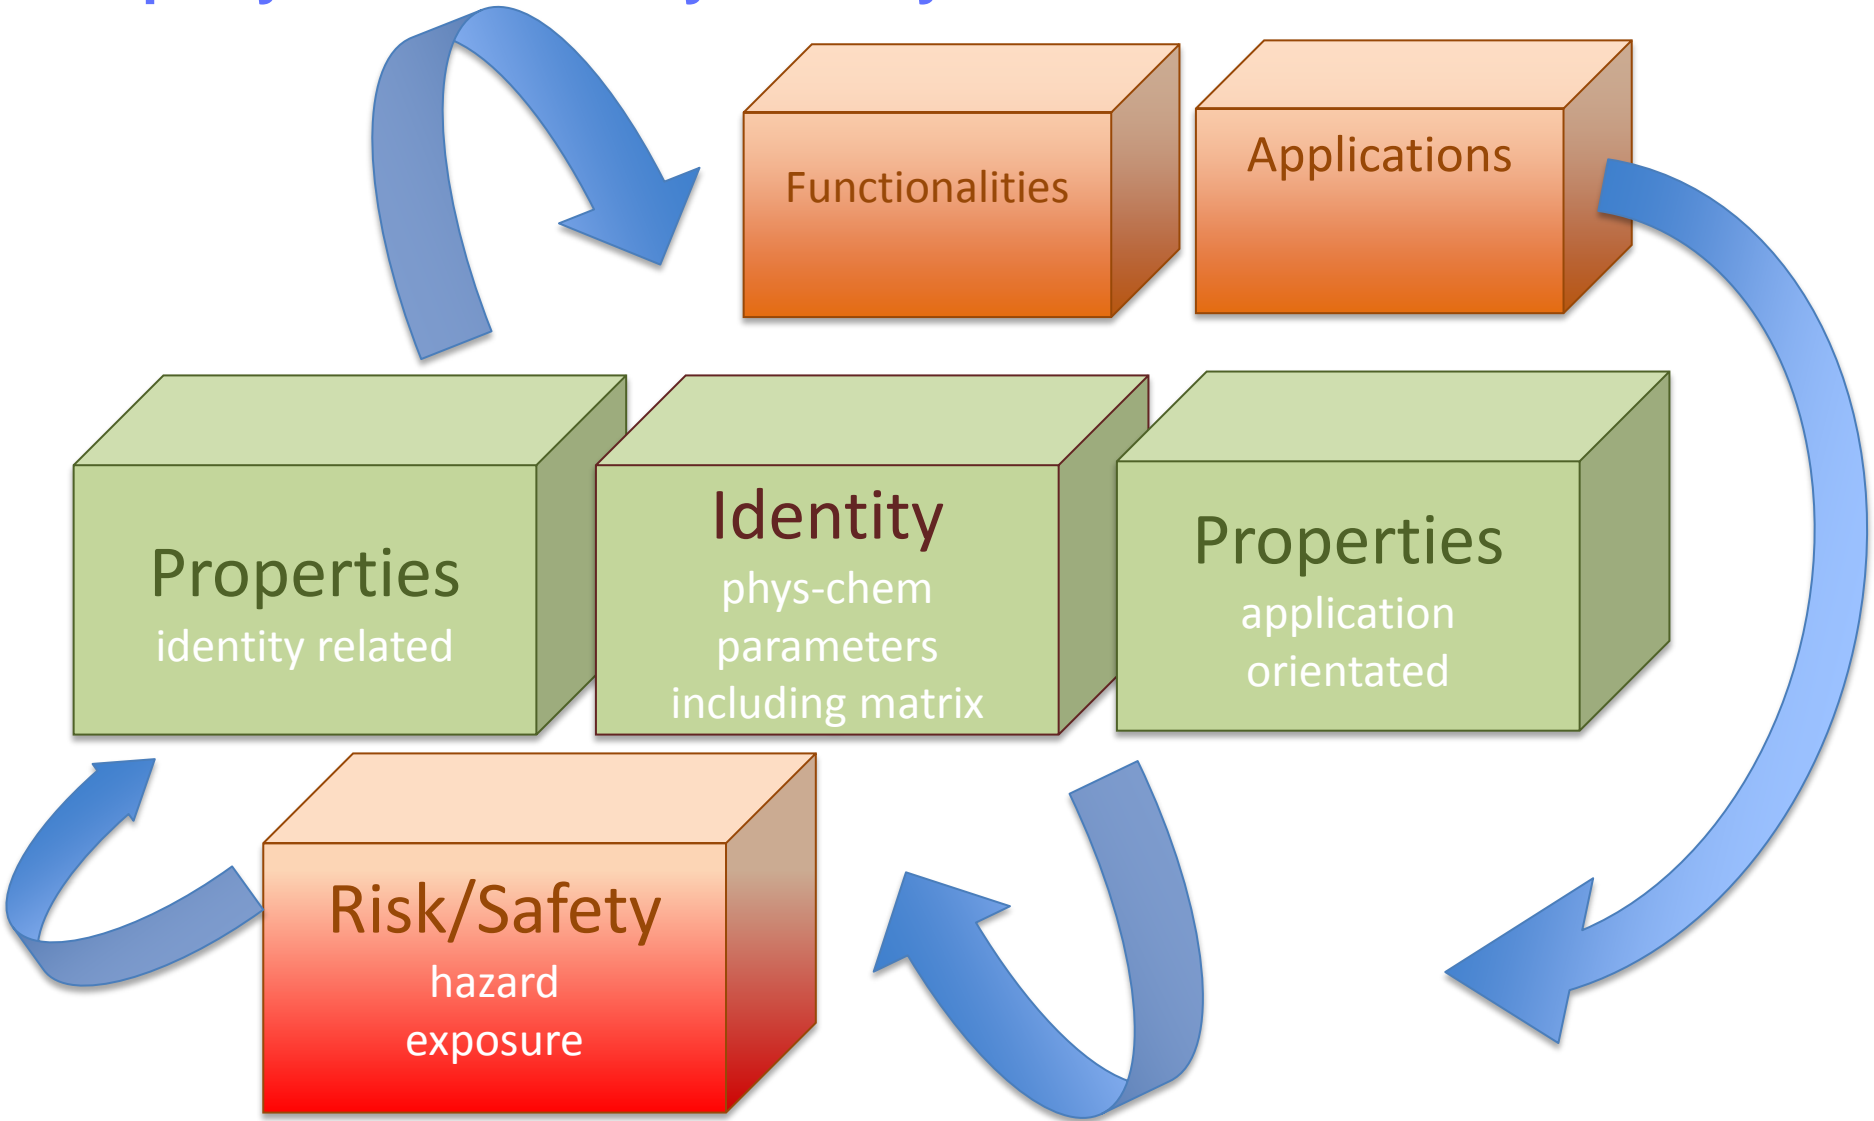 Functionalities
Applications
Properties
identity related
Identity
phys-chem
parameters
including matrix
Properties
application
orientated
Risk/Safety
hazard
exposure